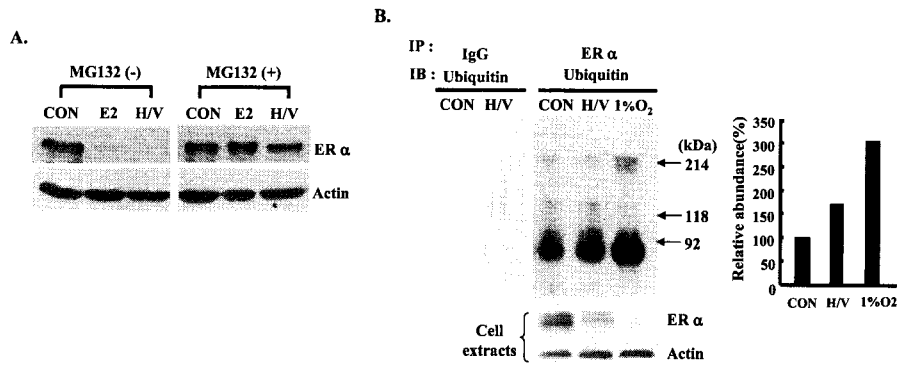 A.
MG132 (-)
MG132 (+)
CON E2 H/V
CON E2 H/V
ER α
Actin
B.
IP :
IgG
ER α
IB :
Ubiquitin
Ubiquitin
CON H/V
CON H/V 1%O2
(kDa)
214
118
92
Cell
extracts
ER α
Actin
Relative abundance(%)
350
300
250
200
150
100
50
0
CON H/V 1%O2